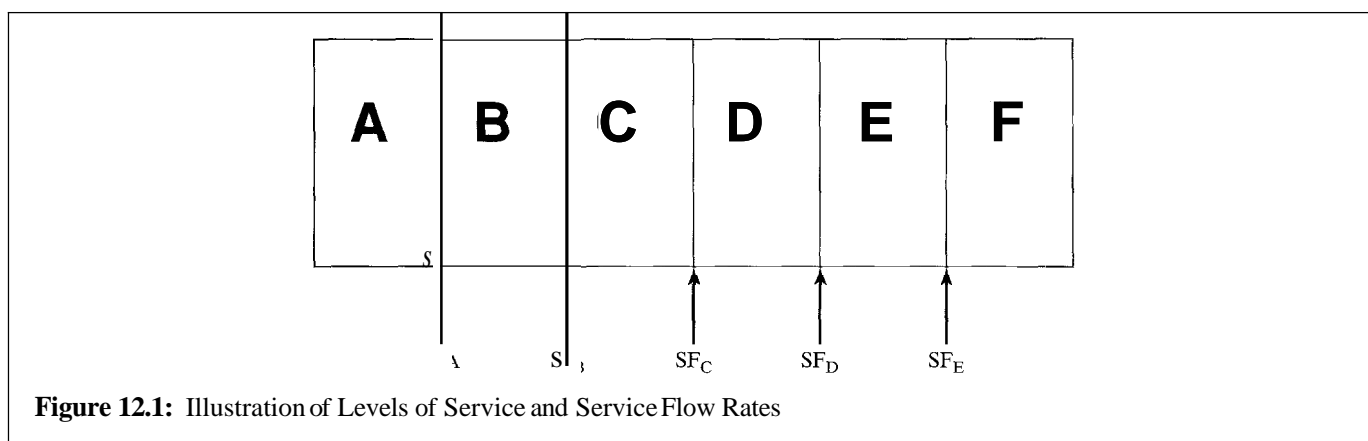 A B C D E F
S
A S B SF_C SF_D SF_E
Figure 12.1: Illustration of Levels of Service and Service Flow Rates